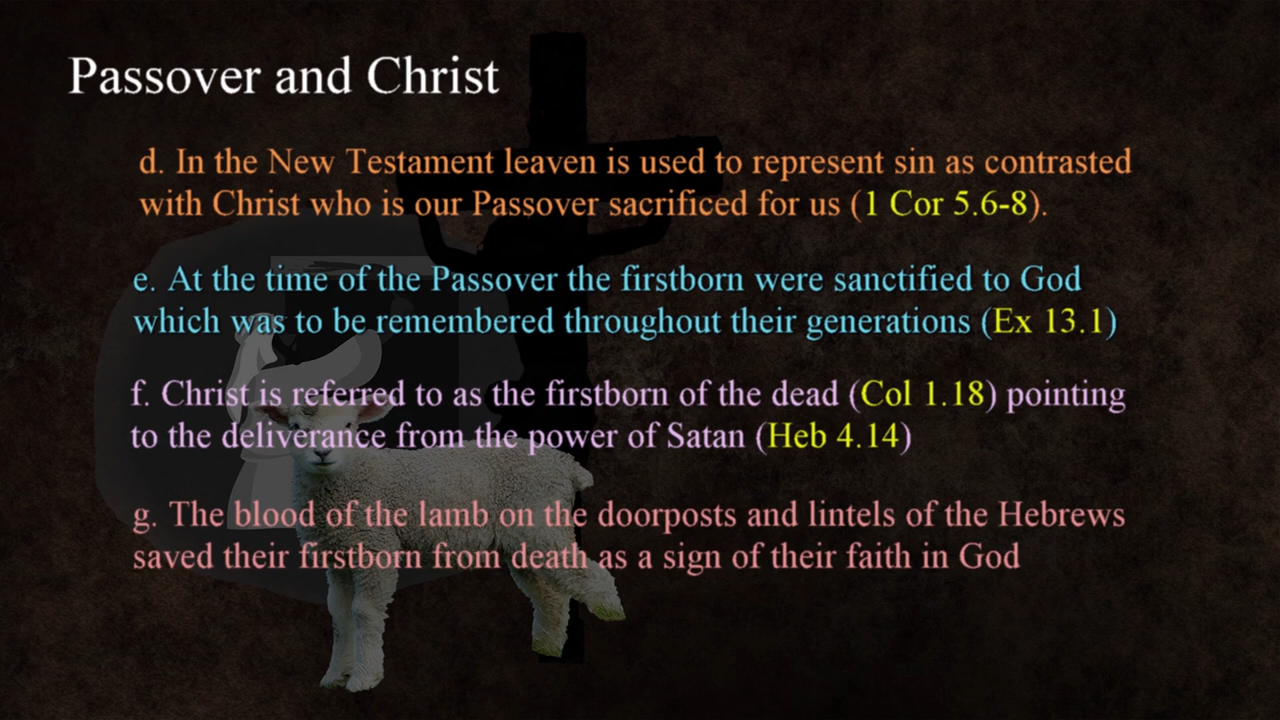 Passover and Christ
d. In the New Testament leaven is used to represent sin as contrasted
with Christ who is our Passover sacrificed for us (1 Cor 5.6-8).
e. At the time of the Passover the firstborn were sanctified to God
which was to be remembered throughout their generations (Ex 13.1)
f. Christ is referred to as the firstborn of the dead (Col 1.18) pointing
to the deliverance from the power of Satan (Heb 4.14)
g. The blood of the lamb on the doorposts and lintels of the Hebrews
saved their firstborn from death as a sign of their faith in God